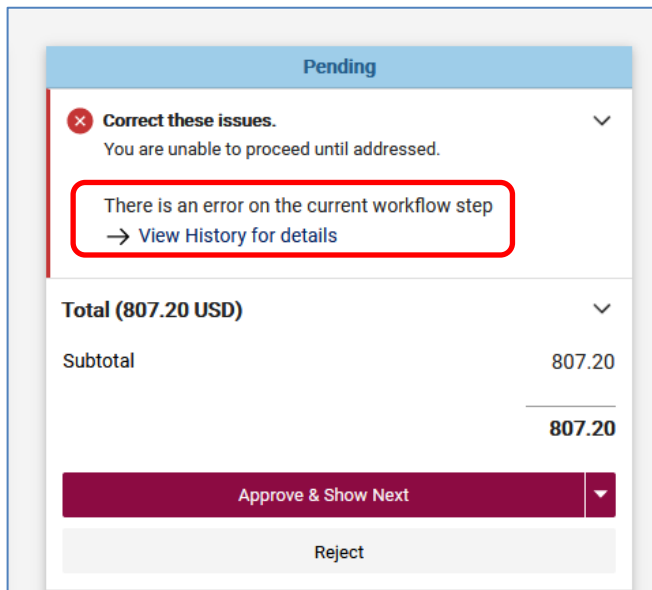 Pending
Correct these issues.
You are unable to proceed until addressed.
There is an error on the current workflow step
→ View History for details
Total (807.20 USD)
Subtotal 807.20
807.20
Approve & Show Next
Reject